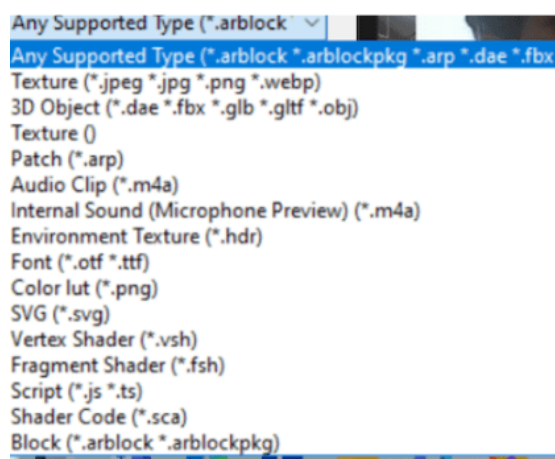 Any Supported Type (*.arblock
Any Supported Type (*.arblock *.arblockpkg *.arp *.dae *.fbx
Texture (*.jpeg *.jpg *.png *.webp)
3D Object (*.dae *.fbx *.glb *.gltf *.obj)
Texture ()
Patch (*.arp)
Audio Clip (*.m4a)
Internal Sound (Microphone Preview) (*.m4a)
Environment Texture (*.hdr)
Font (*.otf *.ttf)
Color lut (*.png)
SVG (*.svg)
Vertex Shader (*.vsh)
Fragment Shader (*.fsh)
Script (*.js *.ts)
Shader Code (*.sca)
Block (*.arblock *.arblockpkg)